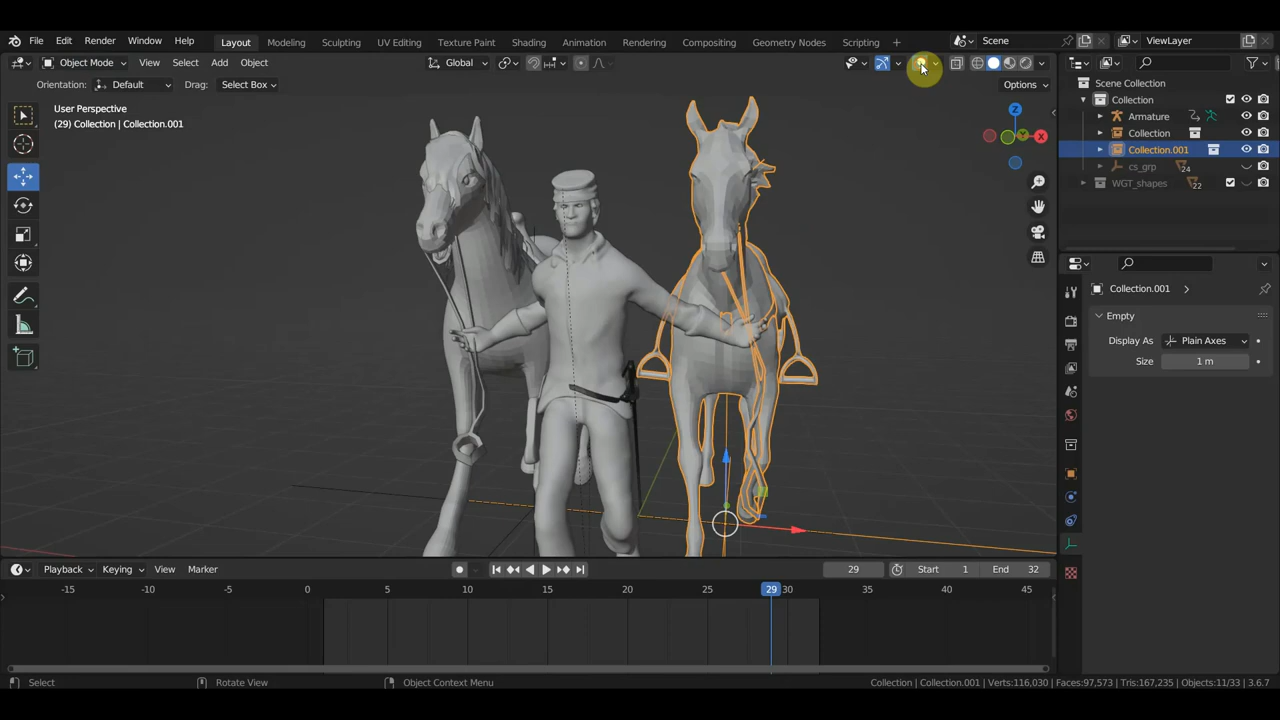 File Edit Render Window Help Layout Modeling Sculpting UV Editing Texture Paint Shading Animation Rendering Compositing Geometry Nodes Scripting + Scene ViewLayer
Object Mode View Select Add Object Global
Orientation: Default Drag: Select Box Options
User Perspective
(29) Collection | Collection.001
Z
X
Y
Scene Collection
Collection
Armature
Collection
Collection.001
cs_grp 24
WGT_shapes 22
Collection.001
Empty
Display As Plain Axes
Size 1 m
Playback Keying View Marker 29 Start 1 End 32
-15 -10 -5 0 5 10 15 20 25 29 30 35 40 45
Select Rotate View Object Context Menu Collection | Collection.001 | Verts:116,030 | Faces:97,573 | Tris:167,235 | Objects:11/33 | 3.6.7